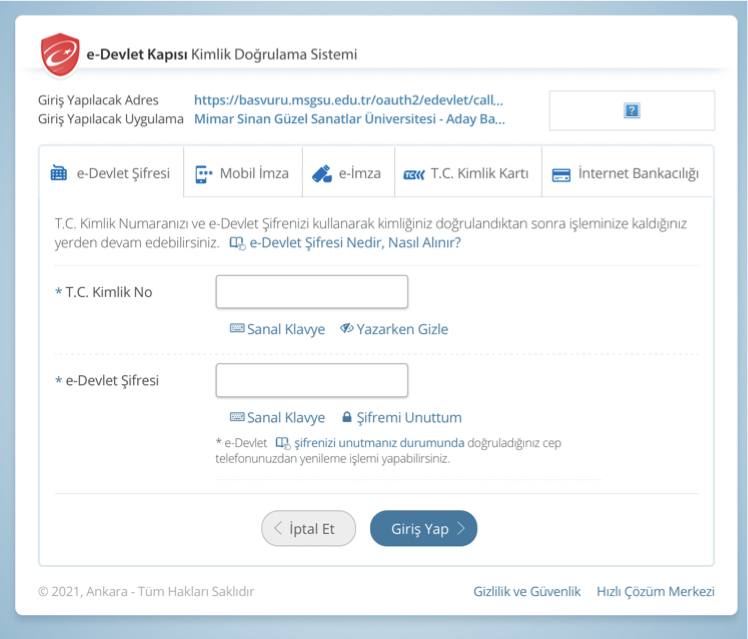 e-Devlet Kapısı Kimlik Doğrulama Sistemi
Giriş Yapılacak Adres https://basvuru.msgsu.edu.tr/oauth2/edevlet/call...
Giriş Yapılacak Uygulama Mimar Sinan Güzel Sanatlar Üniversitesi - Aday Ba...
?
e-Devlet Şifresi Mobil İmza e-İmza T.C. Kimlik Kartı İnternet Bankacılığı
T.C. Kimlik Numaranızı ve e-Devlet Şifrenizi kullanarak kimliğiniz doğrulandıktan sonra işleminize kaldığınız
yerden devam edebilirsiniz. e-Devlet Şifresi Nedir, Nasıl Alınır?
* T.C. Kimlik No
Sanal Klavye Yazarken Gizle
* e-Devlet Şifresi
Sanal Klavye Şifremi Unuttum
* e-Devlet şifrenizi unutmanız durumunda doğruladığınız cep
telefonunuzdan yenileme işlemi yapabilirsiniz.
İptal Et Giriş Yap
© 2021, Ankara - Tüm Hakları Saklıdır Gizlilik ve Güvenlik Hızlı Çözüm Merkezi